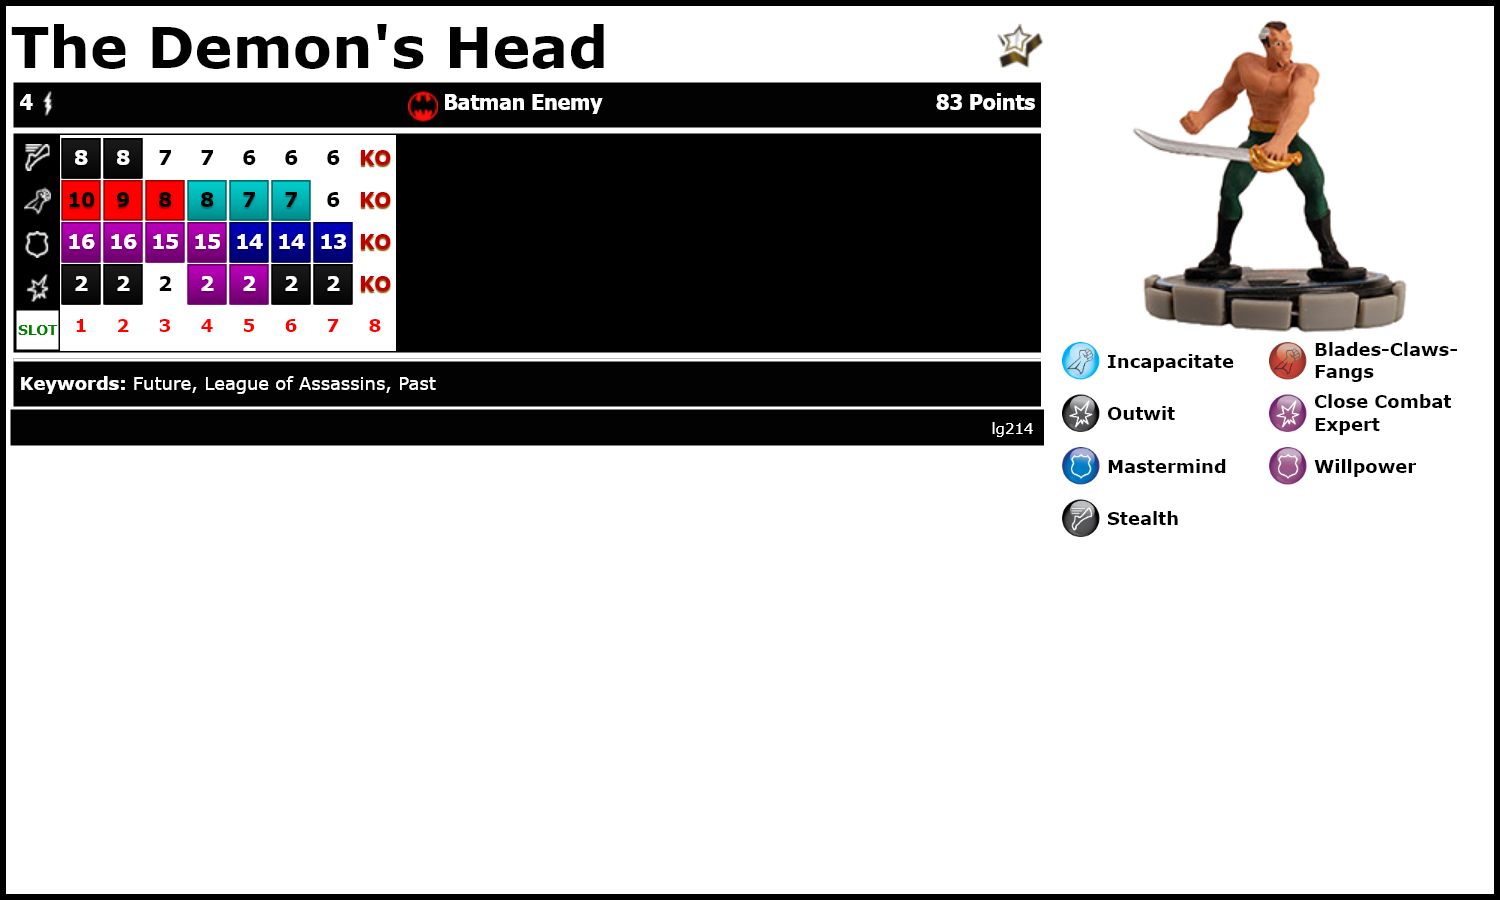 The Demon's Head
4 Batman Enemy 83 Points
8 8 7 7 6 6 6 KO
10 9 8 8 7 7 6 KO
16 16 15 15 14 14 13 KO
2 2 2 2 2 2 2 KO
SLOT 1 2 3 4 5 6 7 8
Keywords: Future, League of Assassins, Past
lg214
Incapacitate
Blades-Claws-
Fangs
Outwit
Close Combat
Expert
Mastermind
Willpower
Stealth